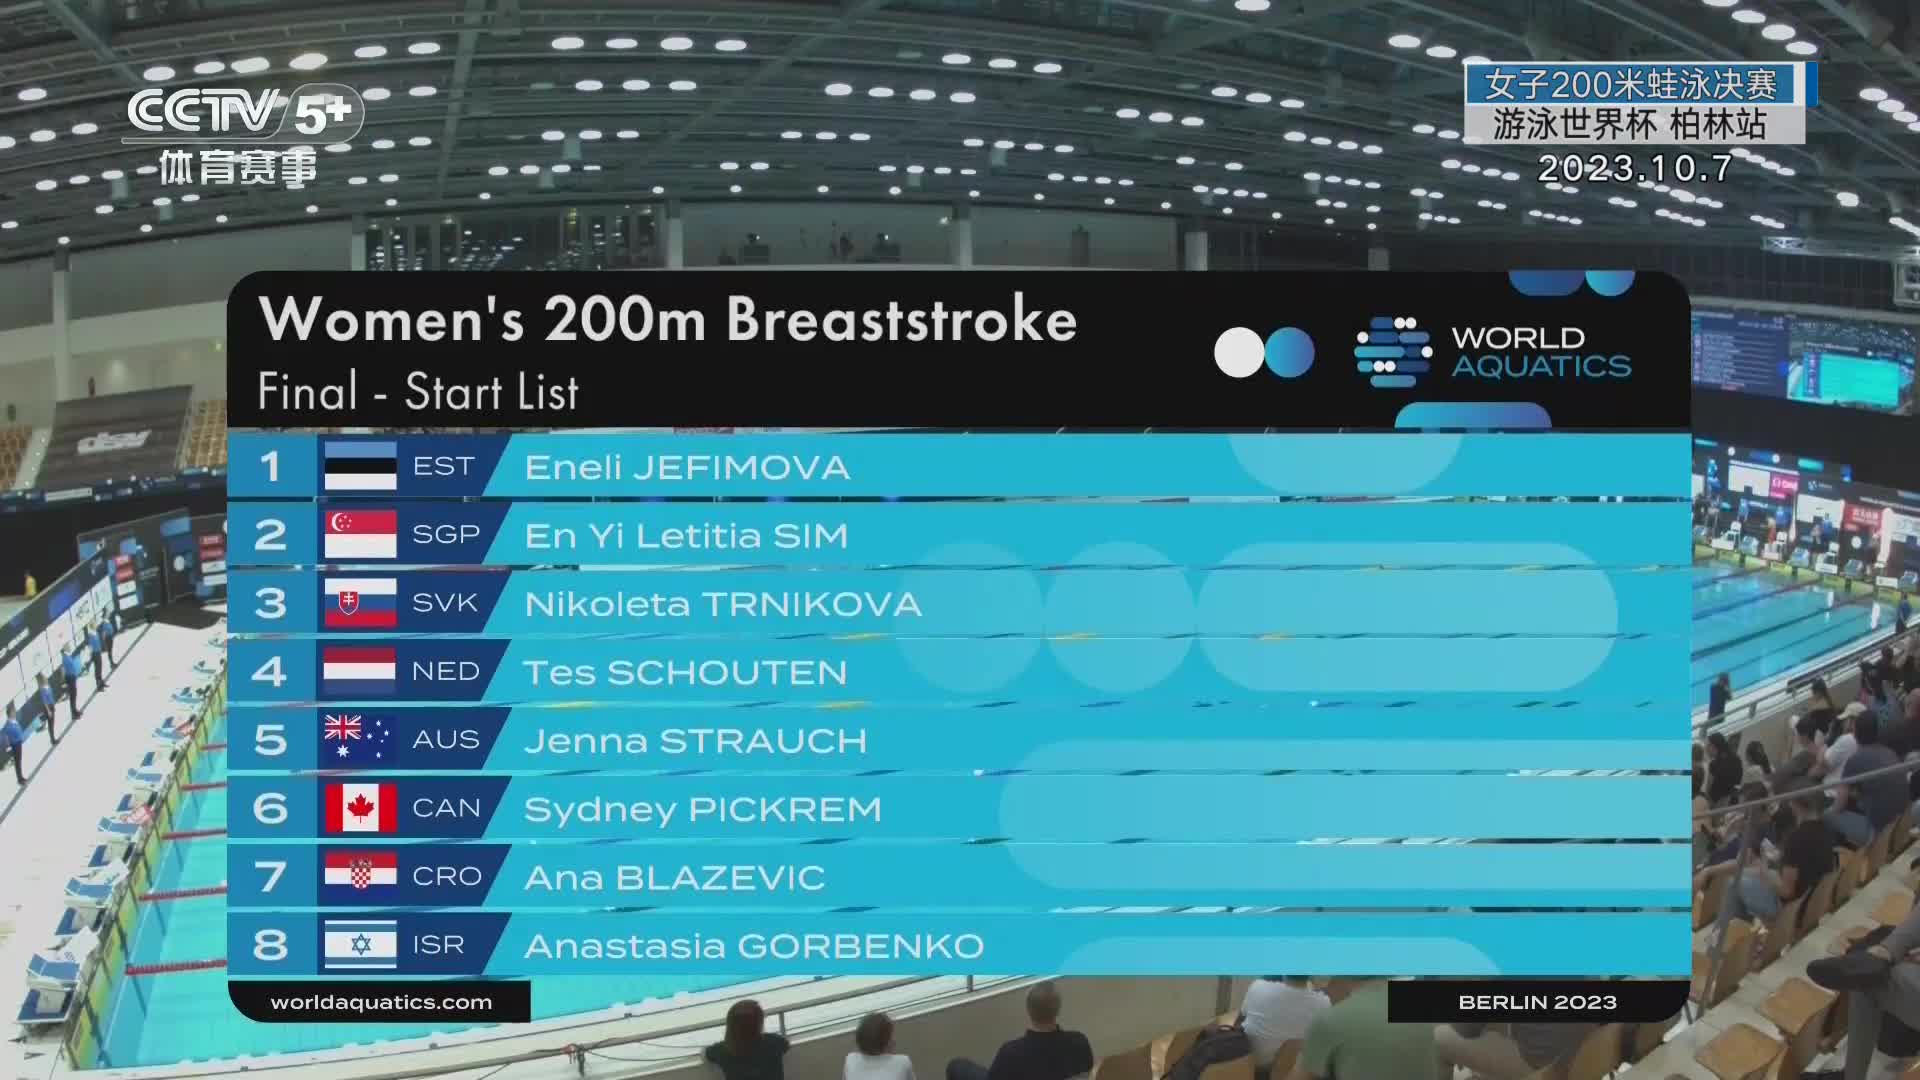 CCTV 5+
体育赛事
女子200米蛙泳决赛
游泳世界杯 柏林站
2023.10.7
Women's 200m Breaststroke
Final - Start List
WORLD
AQUATICS
1 EST Eneli JEFIMOVA
2 SGP En Yi Letitia SIM
3 SVK Nikoleta TRNIKOVA
4 NED Tes SCHOUTEN
5 AUS Jenna STRAUCH
6 CAN Sydney PICKREM
7 CRO Ana BLAZEVIC
8 ISR Anastasia GORBENKO
worldaquatics.com
BERLIN 2023
dsv